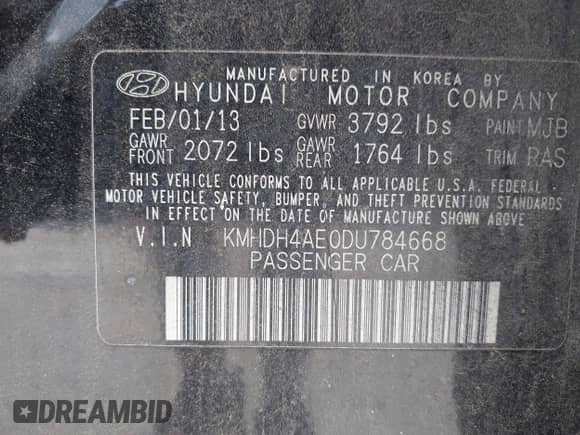 MANUFACTURED IN KOREA BY
HYUNDAI MOTOR COMPANY
FEB/01/13 GVWR 3792 lbs PAINT MJB
GAWR FRONT 2072 lbs GAWR REAR 1764 lbs TRIM RAS
THIS VEHICLE CONFORMS TO ALL APPLICABLE U.S.A. FEDERAL
MOTOR VEHICLE SAFETY, BUMPER, AND THEFT PREVENTION STANDARDS
IN EFFECT ON THE DATE OF MANUFACTURE SHOWN ABOVE.
V.I.N KMHDH4AE0DU784668
PASSENGER CAR
DREAMBID